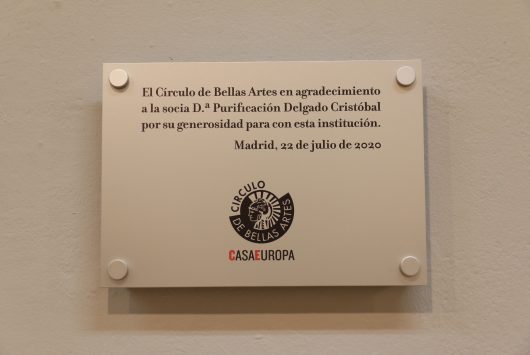 El Círculo de Bellas Artes en agradecimiento
a la socia D.ª Purificación Delgado Cristóbal
por su generosidad para con esta institución.
Madrid, 22 de julio de 2020
CIRCULO
DE BELLAS ARTES
CASAEUROPA